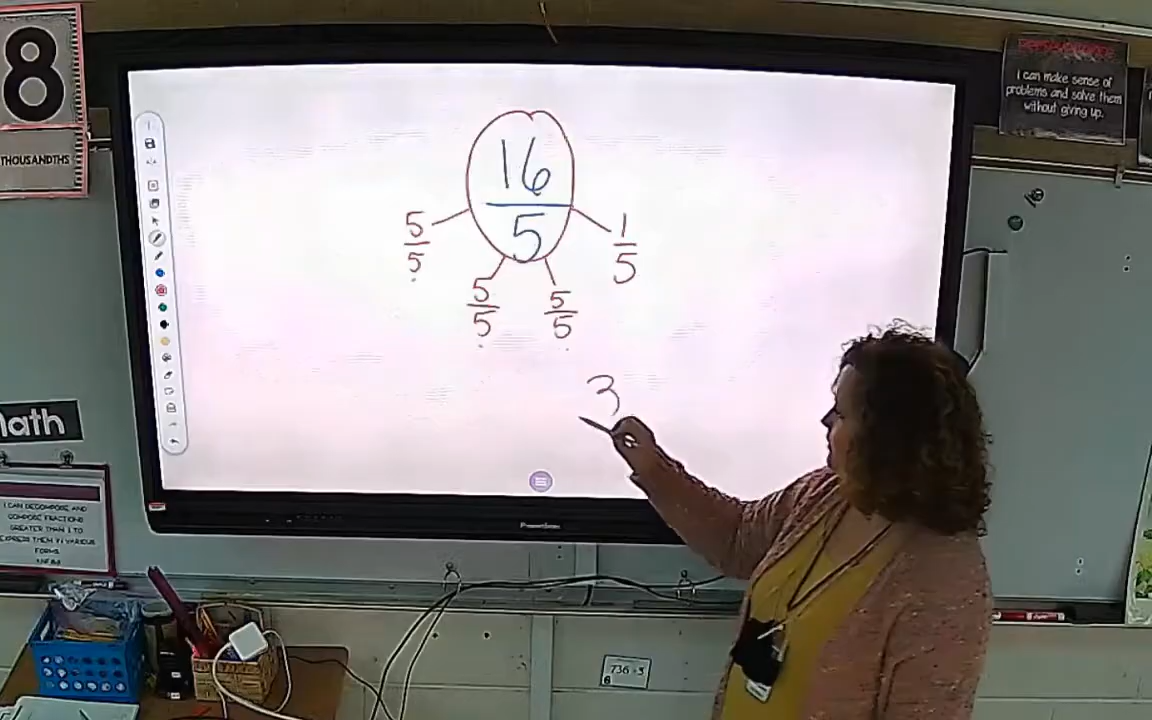 8
THOUSANDTHS
PERSEVERANCE
I can make sense of
problems and solve them
without giving up.
16
5
5
5
5
5
5
5
1
5
3
Math
I CAN DECOMPOSE AND
COMPOSE FRACTIONS
GREATER THAN 1 TO
EXPRESS THEM IN VARIOUS
FORMS
Promethean
736 ÷ 5
6